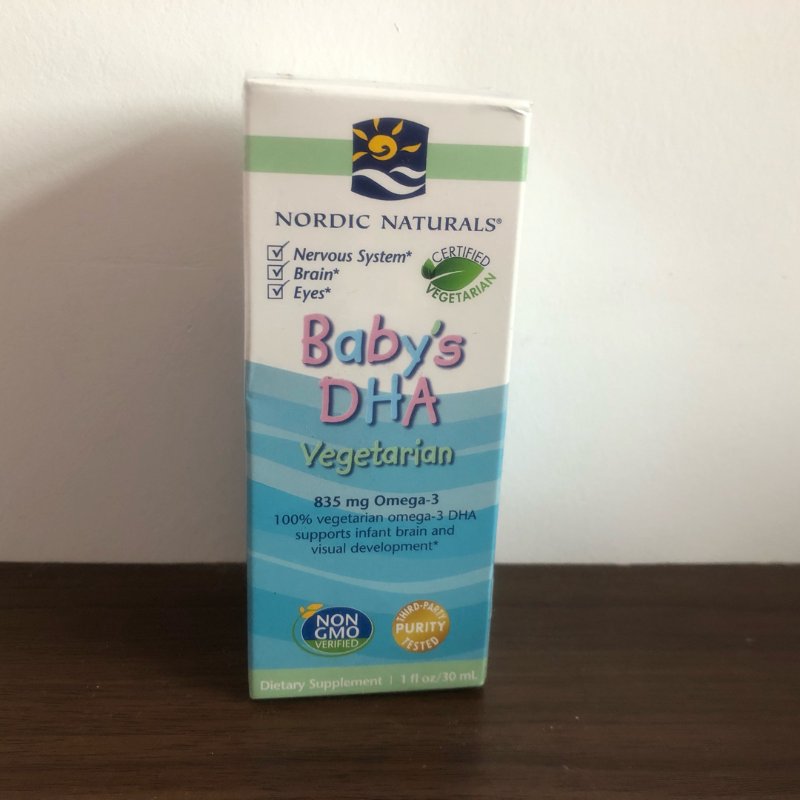 NORDIC NATURALS®
Nervous System*
Brain*
Eyes*
CERTIFIED
VEGETARIAN
Baby's
DHA
Vegetarian
835 mg Omega-3
100% vegetarian omega-3 DHA
supports infant brain and
visual development*
NON
GMO
VERIFIED
THIRD-PARTY
PURITY
TESTED
Dietary Supplement | 1 fl oz/30 mL